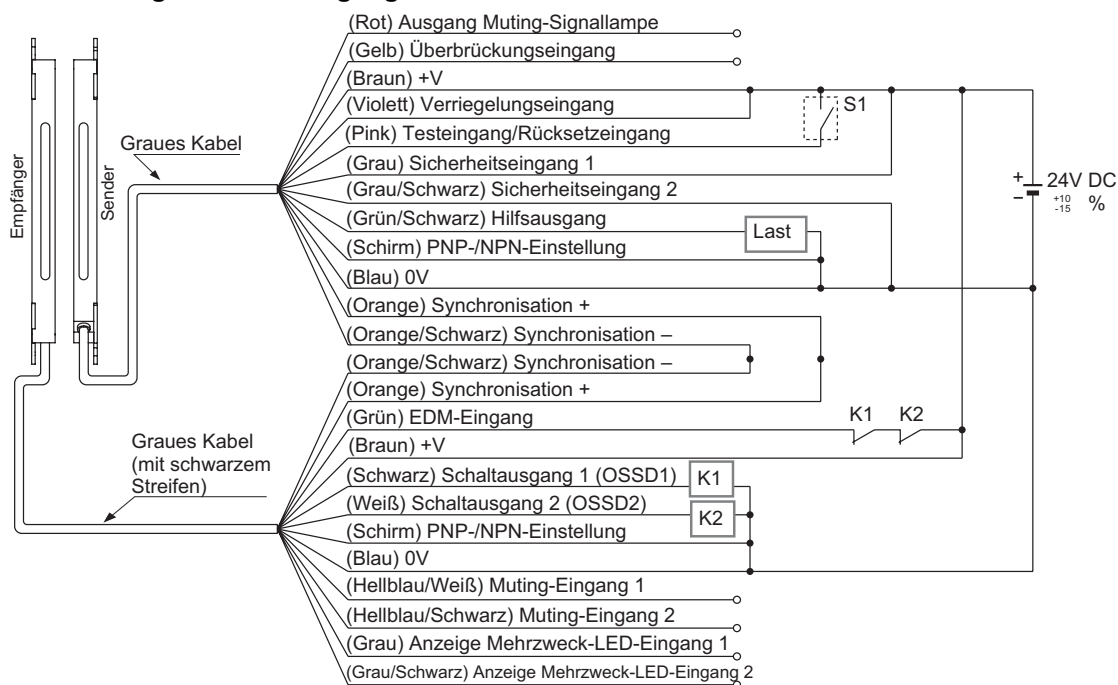 (Rot) Ausgang Muting-Signallampe
(Gelb) Überbrückungseingang
(Braun) +V
(Violett) Verriegelungseingang
S1
(Pink) Testeingang/Rücksetzeingang
Graues Kabel
(Grau) Sicherheitseingang 1
Empfänger
Sender
(Grau/Schwarz) Sicherheitseingang 2
+
–
24V DC
+10
-15 %
(Grün/Schwarz) Hilfsausgang
Last
(Schirm) PNP-/NPN-Einstellung
(Blau) 0V
(Orange) Synchronisation +
(Orange/Schwarz) Synchronisation –
(Orange/Schwarz) Synchronisation –
(Orange) Synchronisation +
(Grün) EDM-Eingang
K1 K2
Graues Kabel
(mit schwarzem
Streifen)
(Braun) +V
(Schwarz) Schaltausgang 1 (OSSD1)
K1
(Weiß) Schaltausgang 2 (OSSD2)
K2
(Schirm) PNP-/NPN-Einstellung
(Blau) 0V
(Hellblau/Weiß) Muting-Eingang 1
(Hellblau/Schwarz) Muting-Eingang 2
(Grau) Anzeige Mehrzweck-LED-Eingang 1
(Grau/Schwarz) Anzeige Mehrzweck-LED-Eingang 2